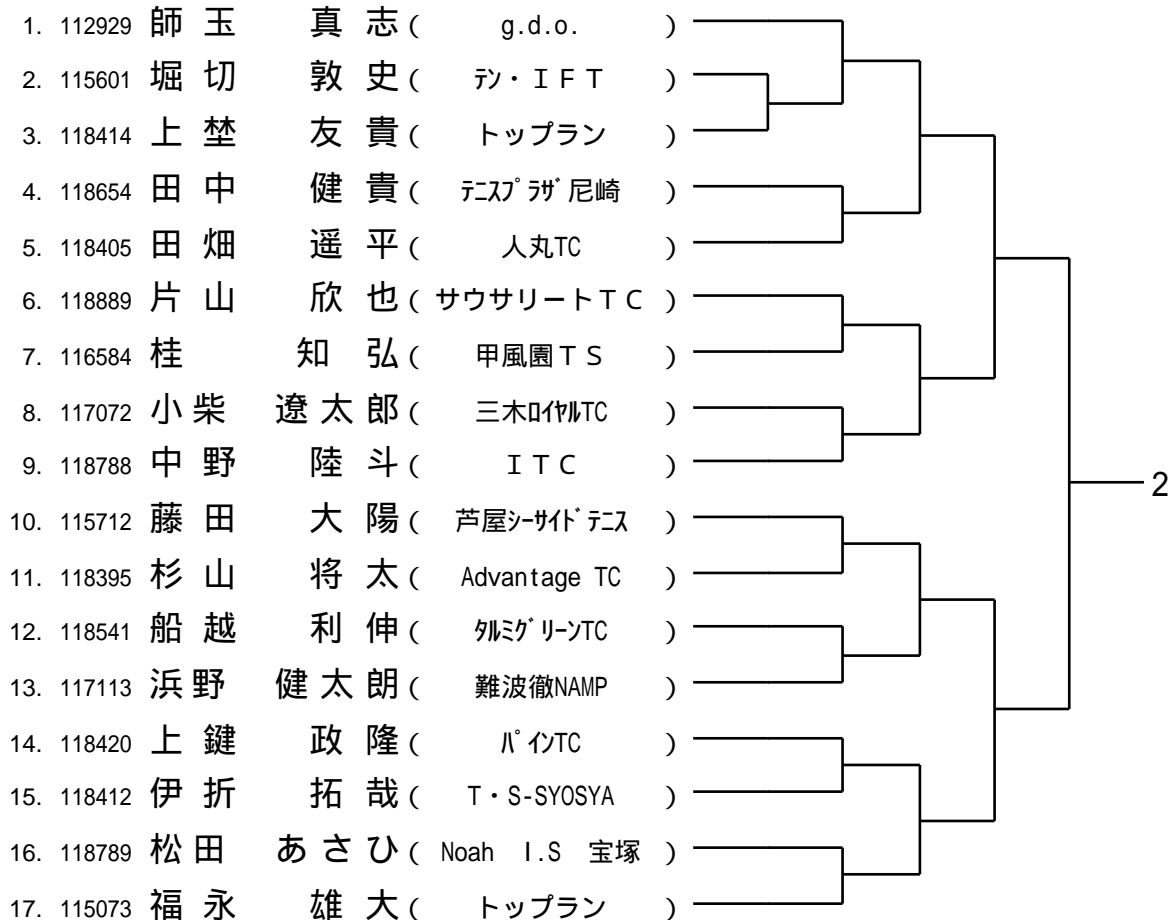 1. 112929 師 玉 真 志 ( g.d.o. )
2. 115601 堀 切 敦 史 ( ﾃﾝ・ＩＦＴ )
3. 118414 上 埜 友 貴 ( トップラン )
4. 118654 田 中 健 貴 ( ﾃﾆｽﾌﾟﾗｻﾞ尼崎 )
5. 118405 田 畑 遥 平 ( 人丸TC )
6. 118889 片 山 欣 也 ( サウサリートＴＣ )
7. 116584 桂 知 弘 ( 甲風園ＴＳ )
8. 117072 小 柴 遼 太 郎 ( 三木ﾛｲﾔﾙTC )
9. 118788 中 野 陸 斗 ( ＩＴＣ )
2
10. 115712 藤 田 大 陽 ( 芦屋ｼｰｻｲﾄﾞﾃﾆｽ )
11. 118395 杉 山 将 太 ( Advantage TC )
12. 118541 船 越 利 伸 ( ﾀﾙﾐｸﾞﾘｰﾝTC )
13. 117113 浜 野 健 太 朗 ( 難波徹NAMP )
14. 118420 上 鍵 政 隆 ( ﾊﾟｲﾝTC )
15. 118412 伊 折 拓 哉 ( T・S-SYOSYA )
16. 118789 松 田 あ さ ひ ( Noah I.S 宝塚 )
17. 115073 福 永 雄 大 ( トップラン )